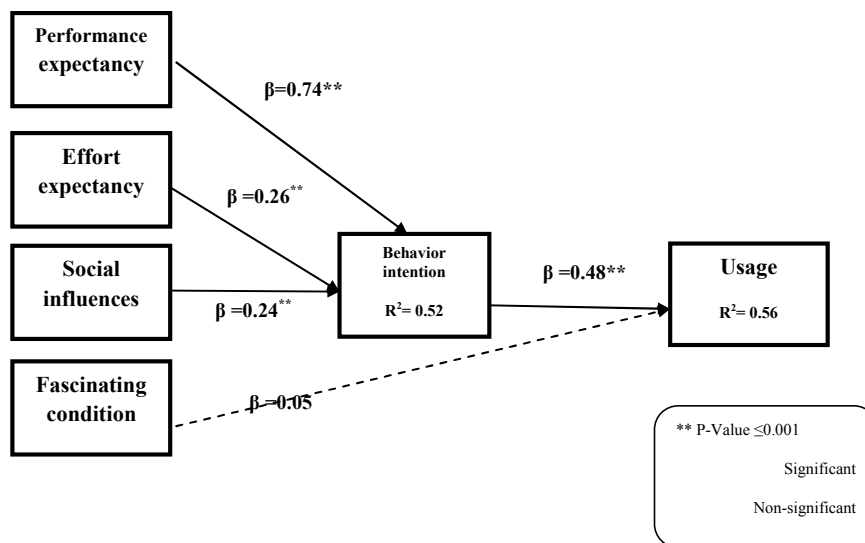 Performance
expectancy
β=0.74**
Effort
expectancy
β =0.26**
Social
influences
β =0.24**
Behavior
intention
R²= 0.52
β =0.48**
Usage
R²= 0.56
Fascinating
condition
β =0.05
** P-Value ≤0.001
Significant
Non-significant